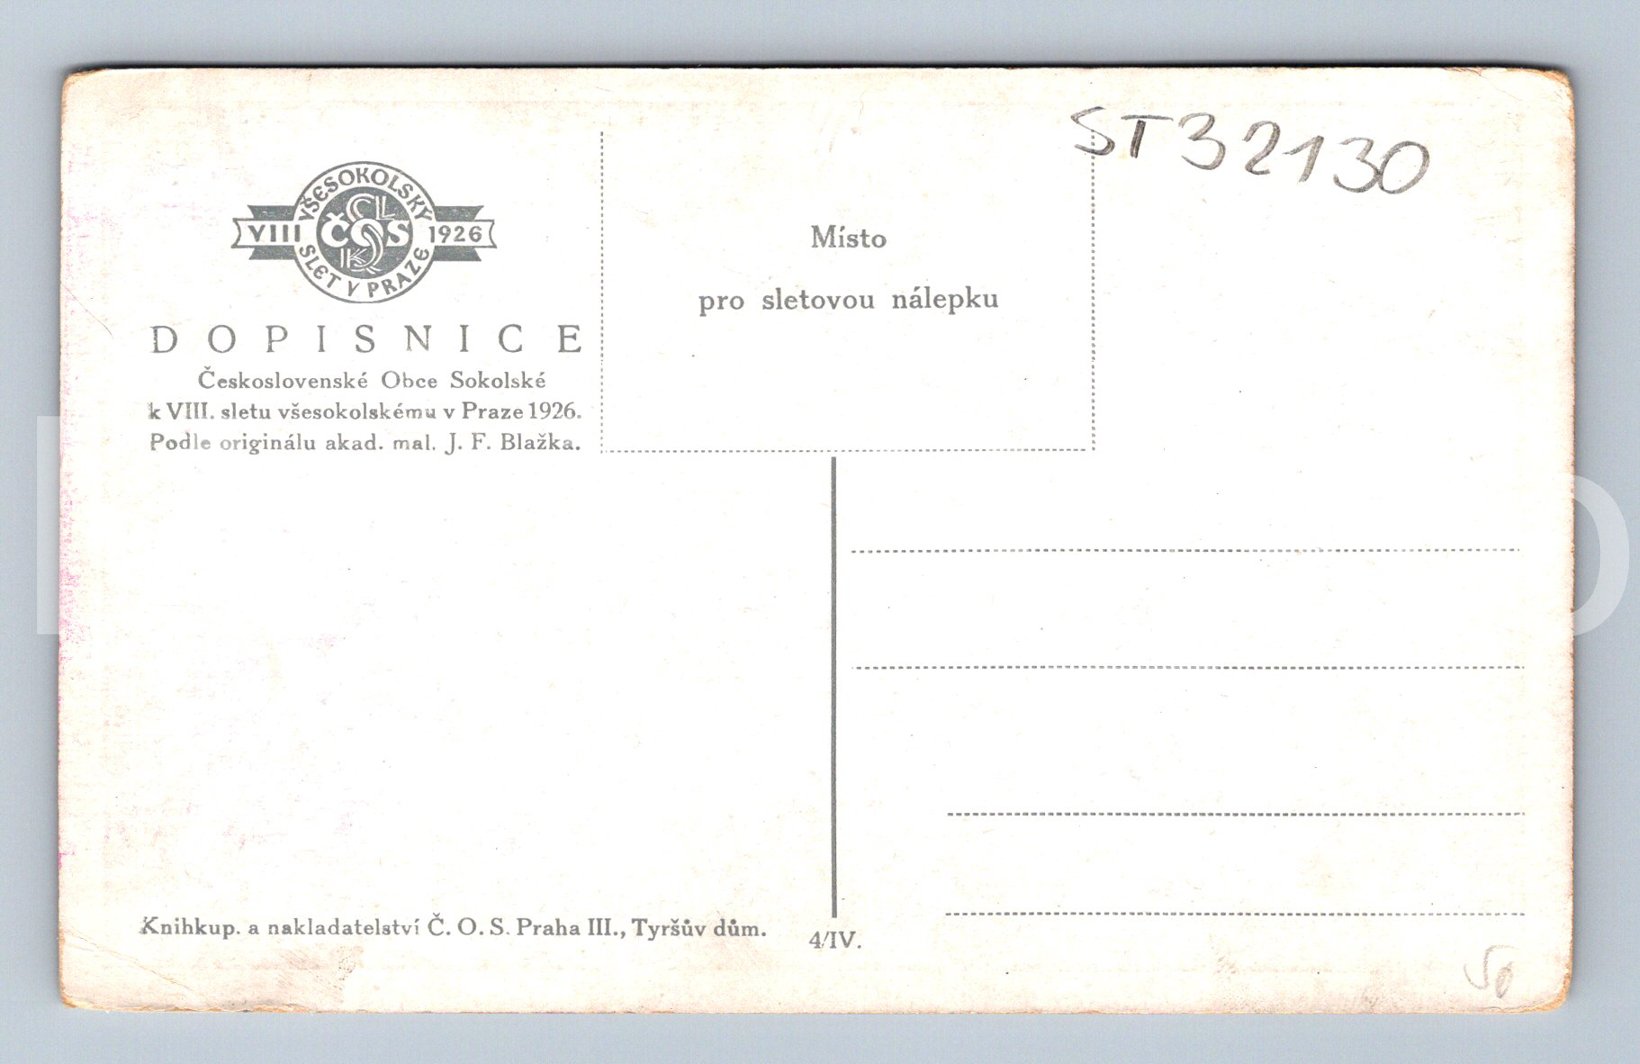 ST32130
VŠESOKOLSKÝ
VIII ČOS 1926
SLET V PRAZE
DOPISNICE
Československé Obce Sokolské
k VIII. sletu všesokolskému v Praze 1926.
Podle originálu akad. mal. J. F. Blažka.
Místo
pro sletovou nálepku
Knihkup. a nakladatelství Č. O. S. Praha III., Tyršův dům.
4/IV.